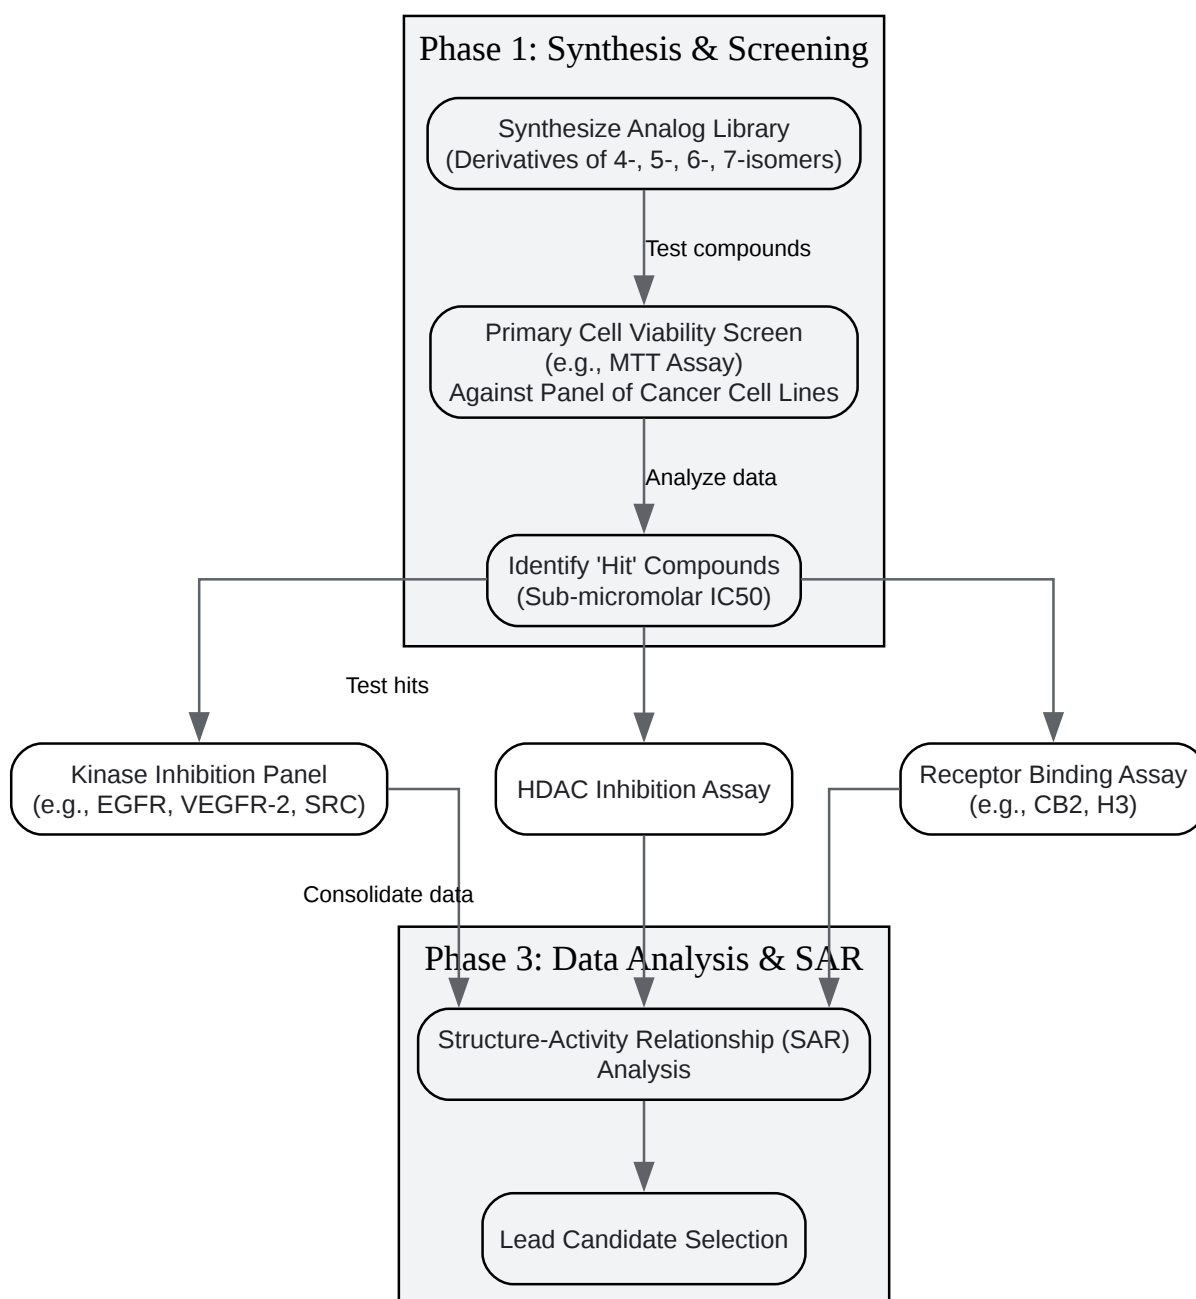 Phase 1: Synthesis & Screening
Synthesize Analog Library
(Derivatives of 4-, 5-, 6-, 7-isomers)
Test compounds
Primary Cell Viability Screen
(e.g., MTT Assay)
Against Panel of Cancer Cell Lines
Analyze data
Identify 'Hit' Compounds
(Sub-micromolar IC50)
Test hits
Kinase Inhibition Panel
(e.g., EGFR, VEGFR-2, SRC)
HDAC Inhibition Assay
Receptor Binding Assay
(e.g., CB2, H3)
Consolidate data
Phase 3: Data Analysis & SAR
Structure-Activity Relationship (SAR)
Analysis
Lead Candidate Selection